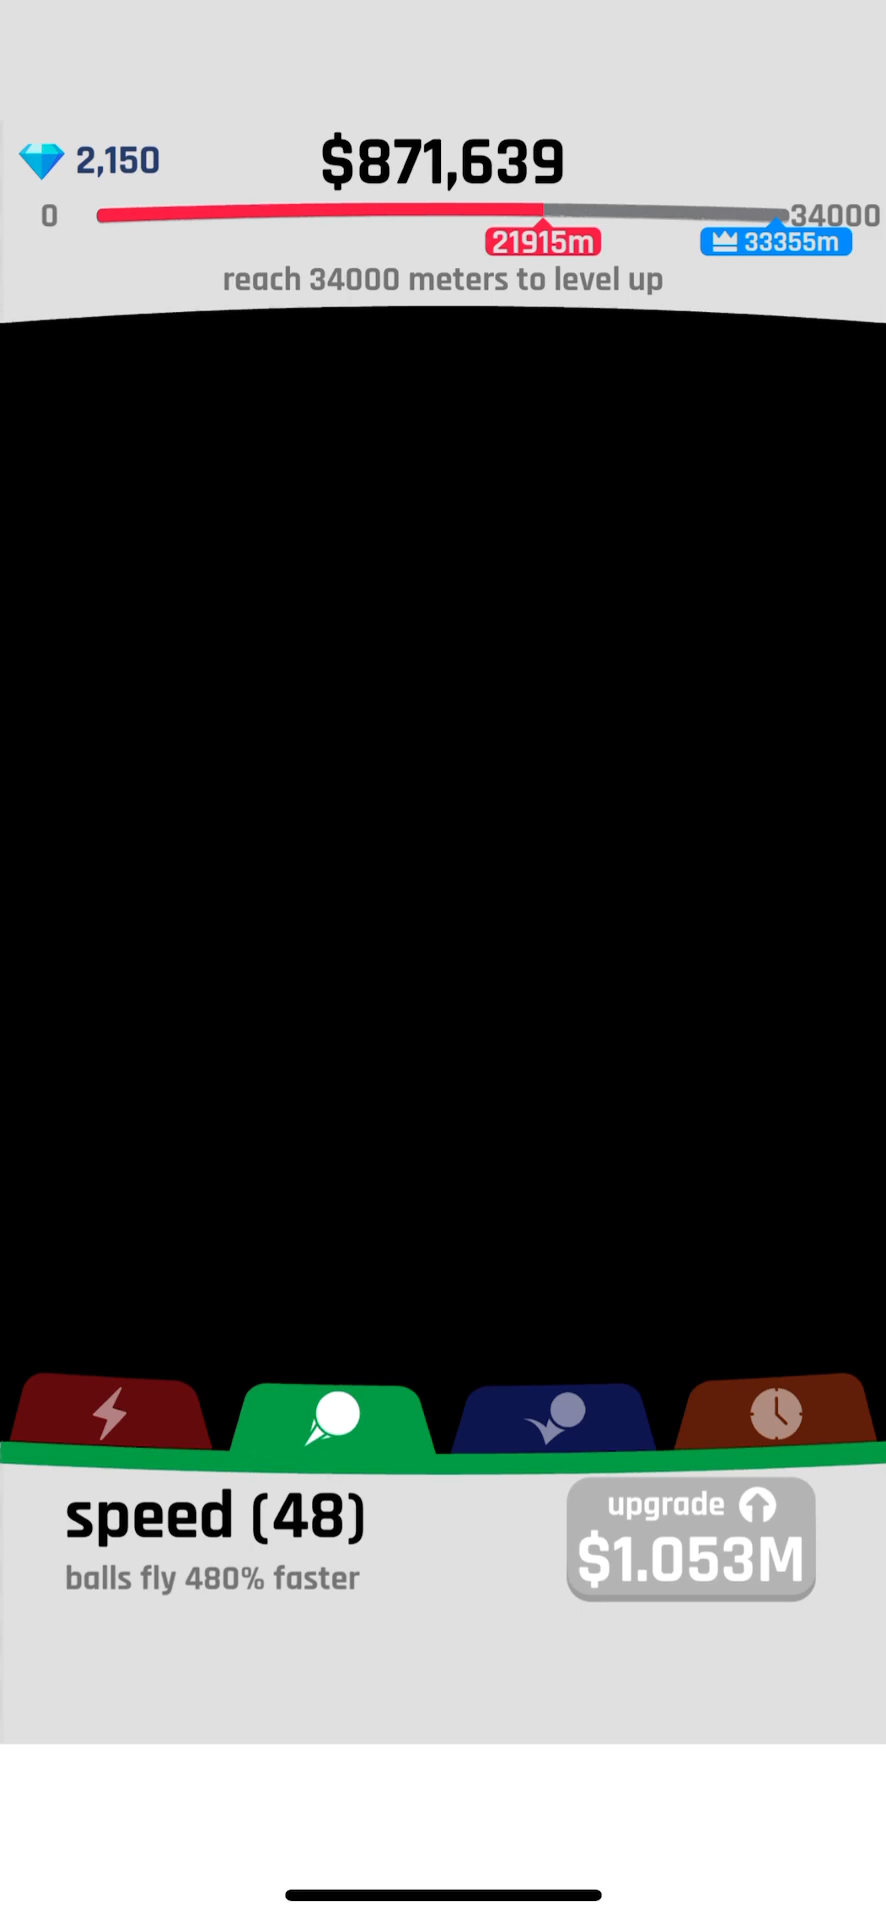 2,150
$871,639
0
34000
21915m
33355m
reach 34000 meters to level up
speed (48)
balls fly 480% faster
upgrade
$1.053M